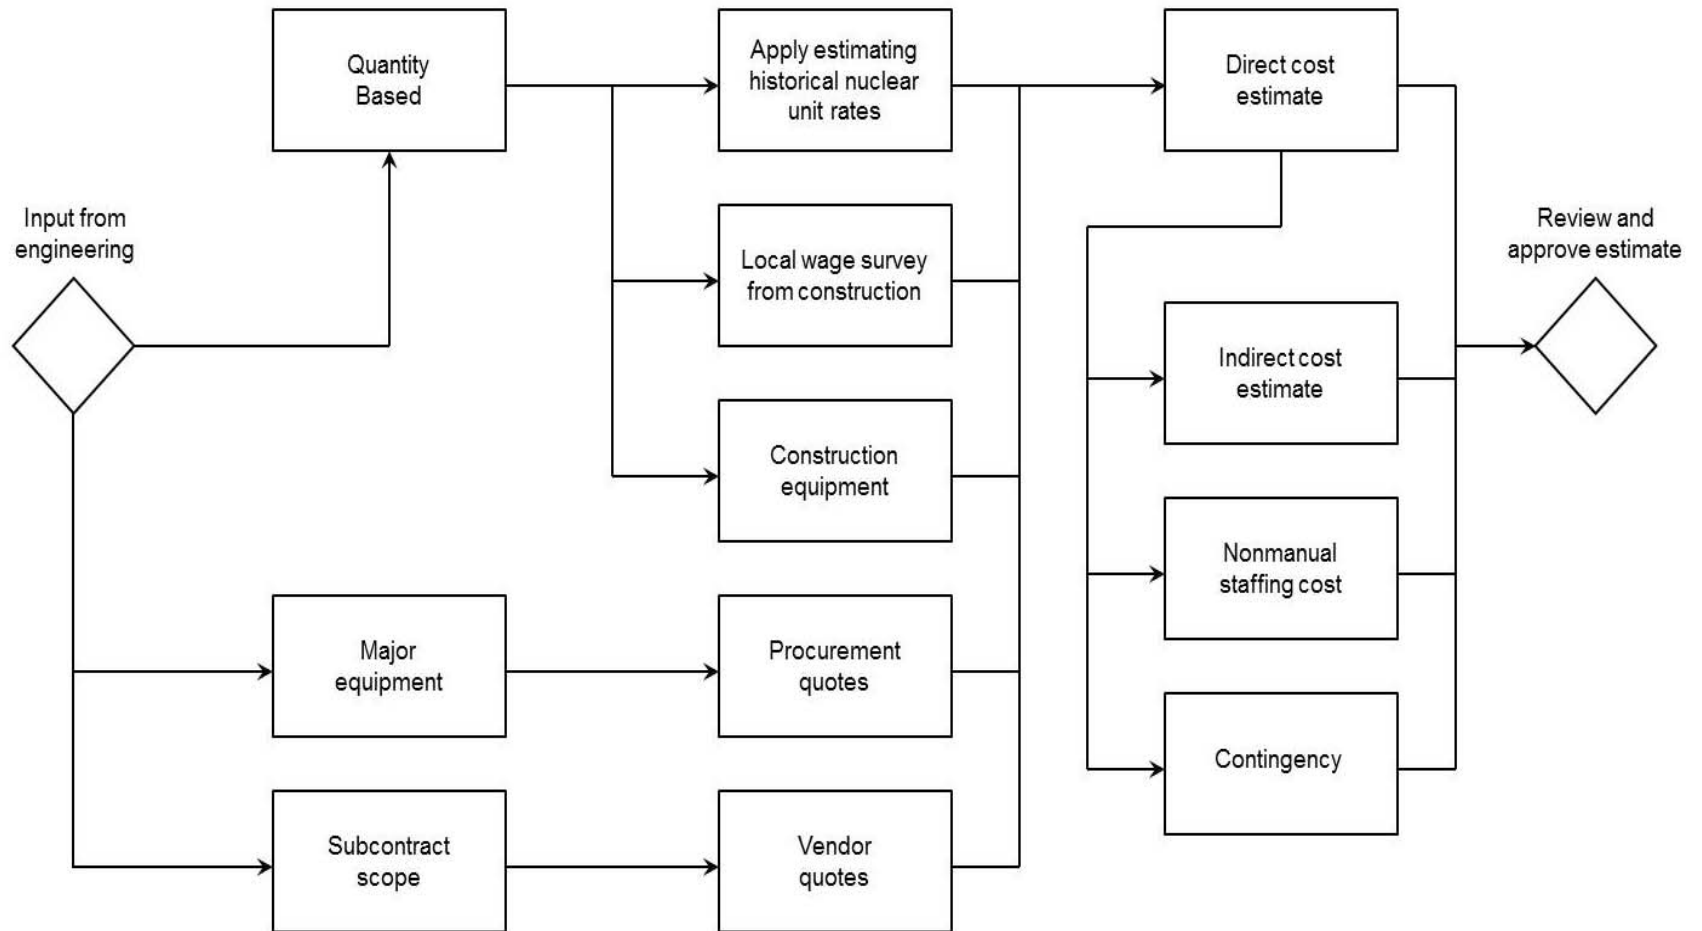 Quantity
Based
Apply estimating
historical nuclear
unit rates
Direct cost
estimate
Input from
engineering
Local wage survey
from construction
Review and
approve estimate
Indirect cost
estimate
Construction
equipment
Nonmanual
staffing cost
Major
equipment
Procurement
quotes
Contingency
Subcontract
scope
Vendor
quotes